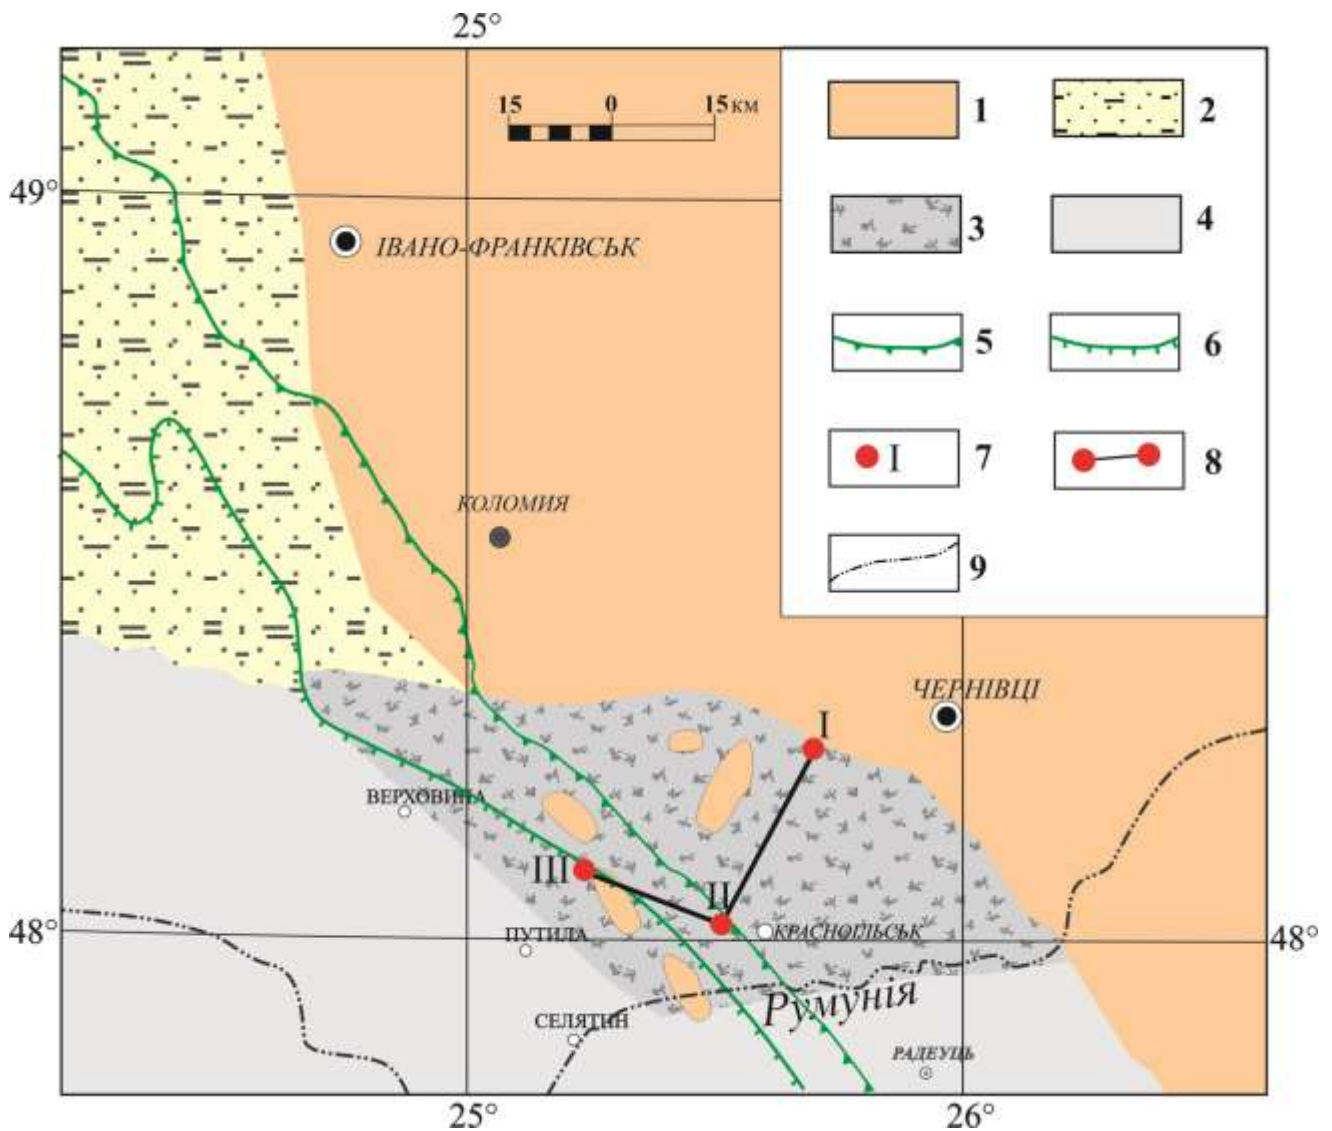 25°
15 0 15 км
1
2
49°
3
4
ІВАНО-ФРАНКІВСЬК
5
6
I
7
8
КОЛОМИЯ
9
ЧЕРНІВЦІ
I
ВЕРХОВИНА
III
II
48°
КРАСНОЇЛЬСЬК
48°
ПУТИЛА
Румунія
СЕЛЯТИН
РАДЕУЦЬ
25°
26°